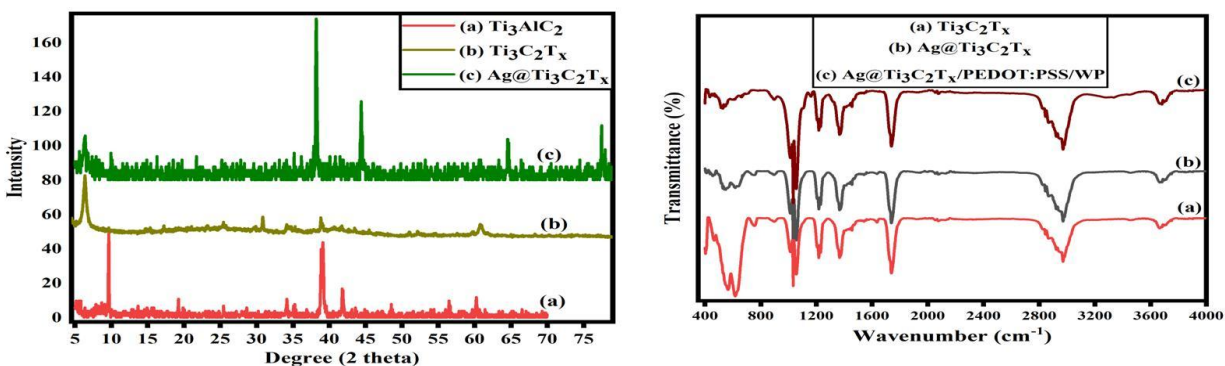 (a) Ti₃AlC₂
(b) Ti₃C₂Tₓ
(c) Ag@Ti₃C₂Tₓ
Intensity
160
140
120
100
80
60
40
20
0
(c)
(b)
(a)
5 10 15 20 25 30 35 40 45 50 55 60 65 70 75
Degree (2 theta)
(a) Ti₃C₂Tₓ
(b) Ag@Ti₃C₂Tₓ
(c) Ag@Ti₃C₂Tₓ/PEDOT:PSS/WP
Transmittance (%)
(c)
(b)
(a)
400 800 1200 1600 2000 2400 2800 3200 3600 4000
Wavenumber (cm⁻¹)